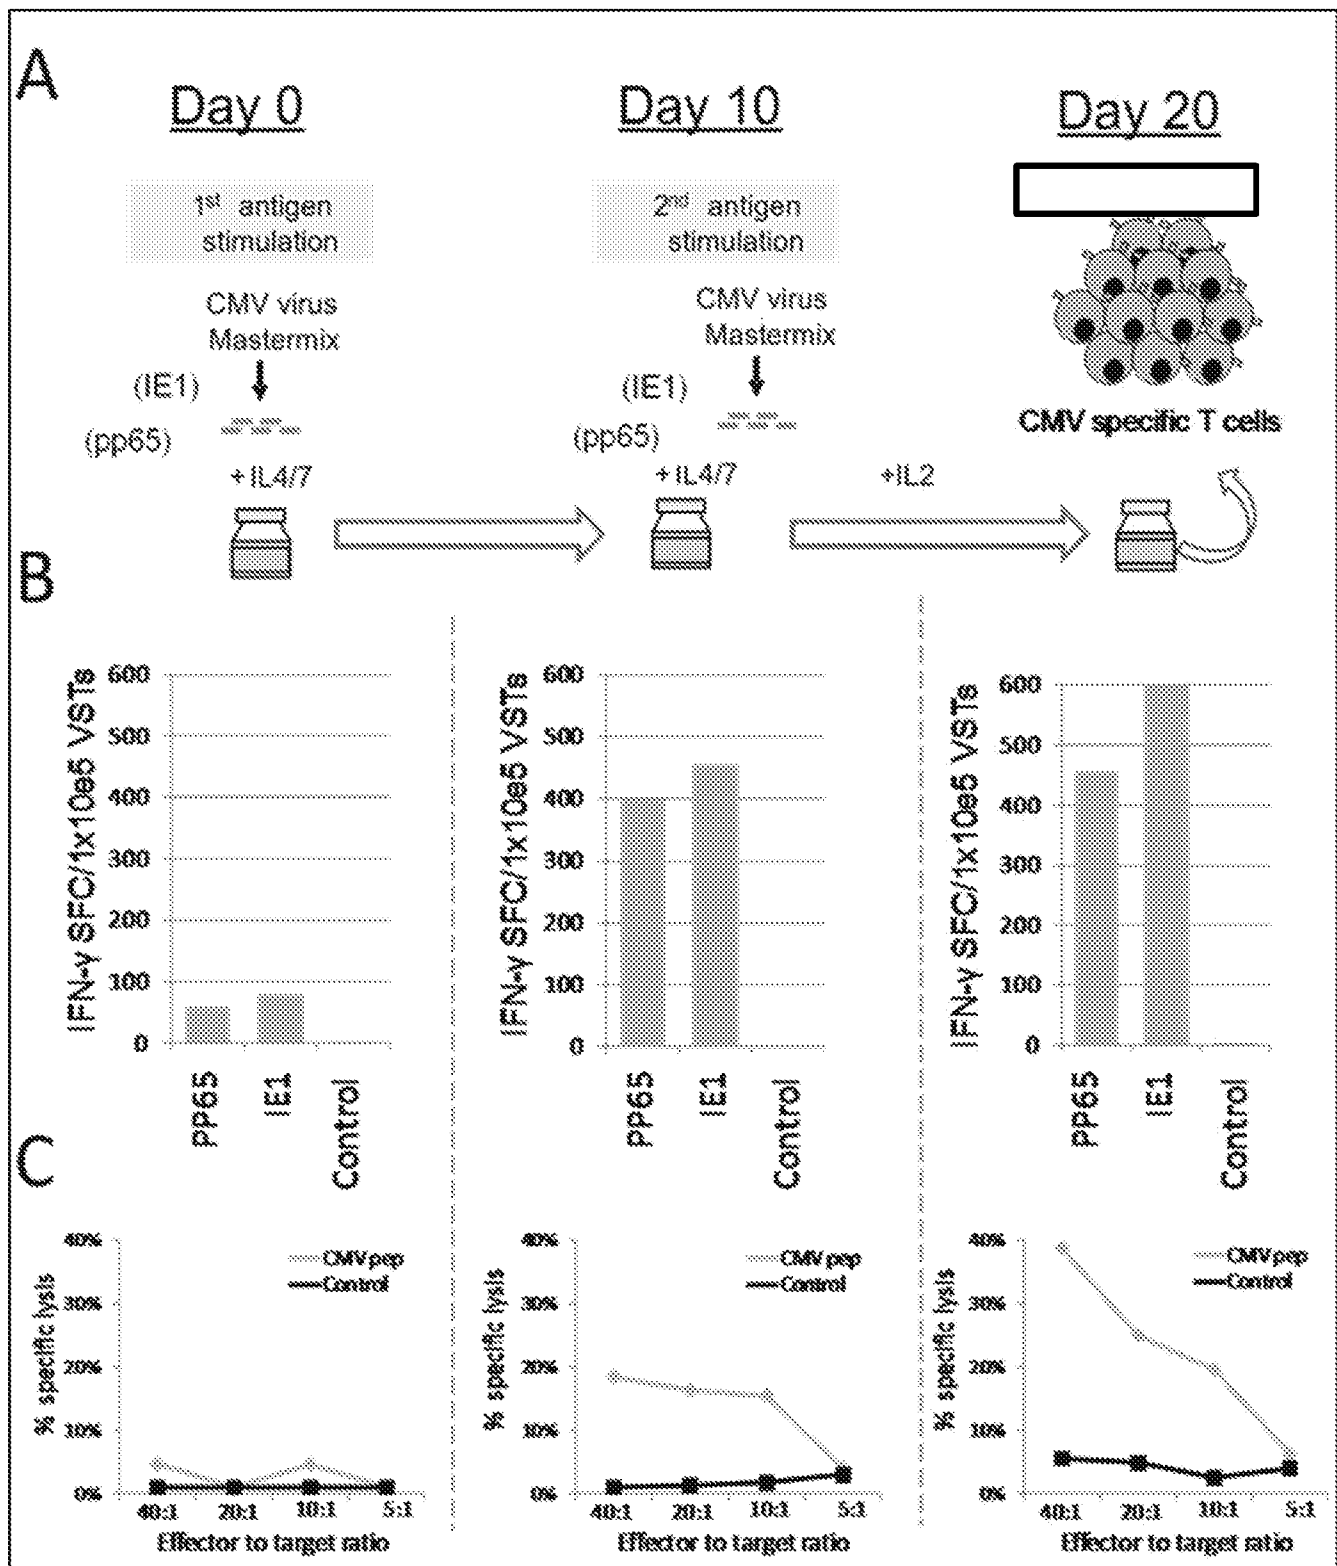 A
Day 0
Day 10
Day 20
1st antigen
stimulation
2nd antigen
stimulation
CMV virus
Mastermix
CMV virus
Mastermix
(IE1)
(pp65)
(IE1)
(pp65)
CMV specific T cells
+ IL4/7
+ IL4/7
+IL2
B
IFN-γ SFC/1x10e5 VSTs
600
500
400
300
200
100
0
PP65
IE1
Control
IFN-γ SFC/1x10e5 VSTs
600
500
400
300
200
100
0
PP65
IE1
Control
IFN-γ SFC/1x10e5 VSTs
600
500
400
300
200
100
0
PP65
IE1
Control
C
% specific lysis
40%
30%
20%
10%
0%
CMV pep
Control
40:1 20:1 10:1 5:1
Effector to target ratio
% specific lysis
40%
30%
20%
10%
0%
CMV pep
Control
40:1 20:1 10:1 5:1
Effector to target ratio
% specific lysis
40%
30%
20%
10%
0%
CMV pep
Control
40:1 20:1 10:1 5:1
Effector to target ratio